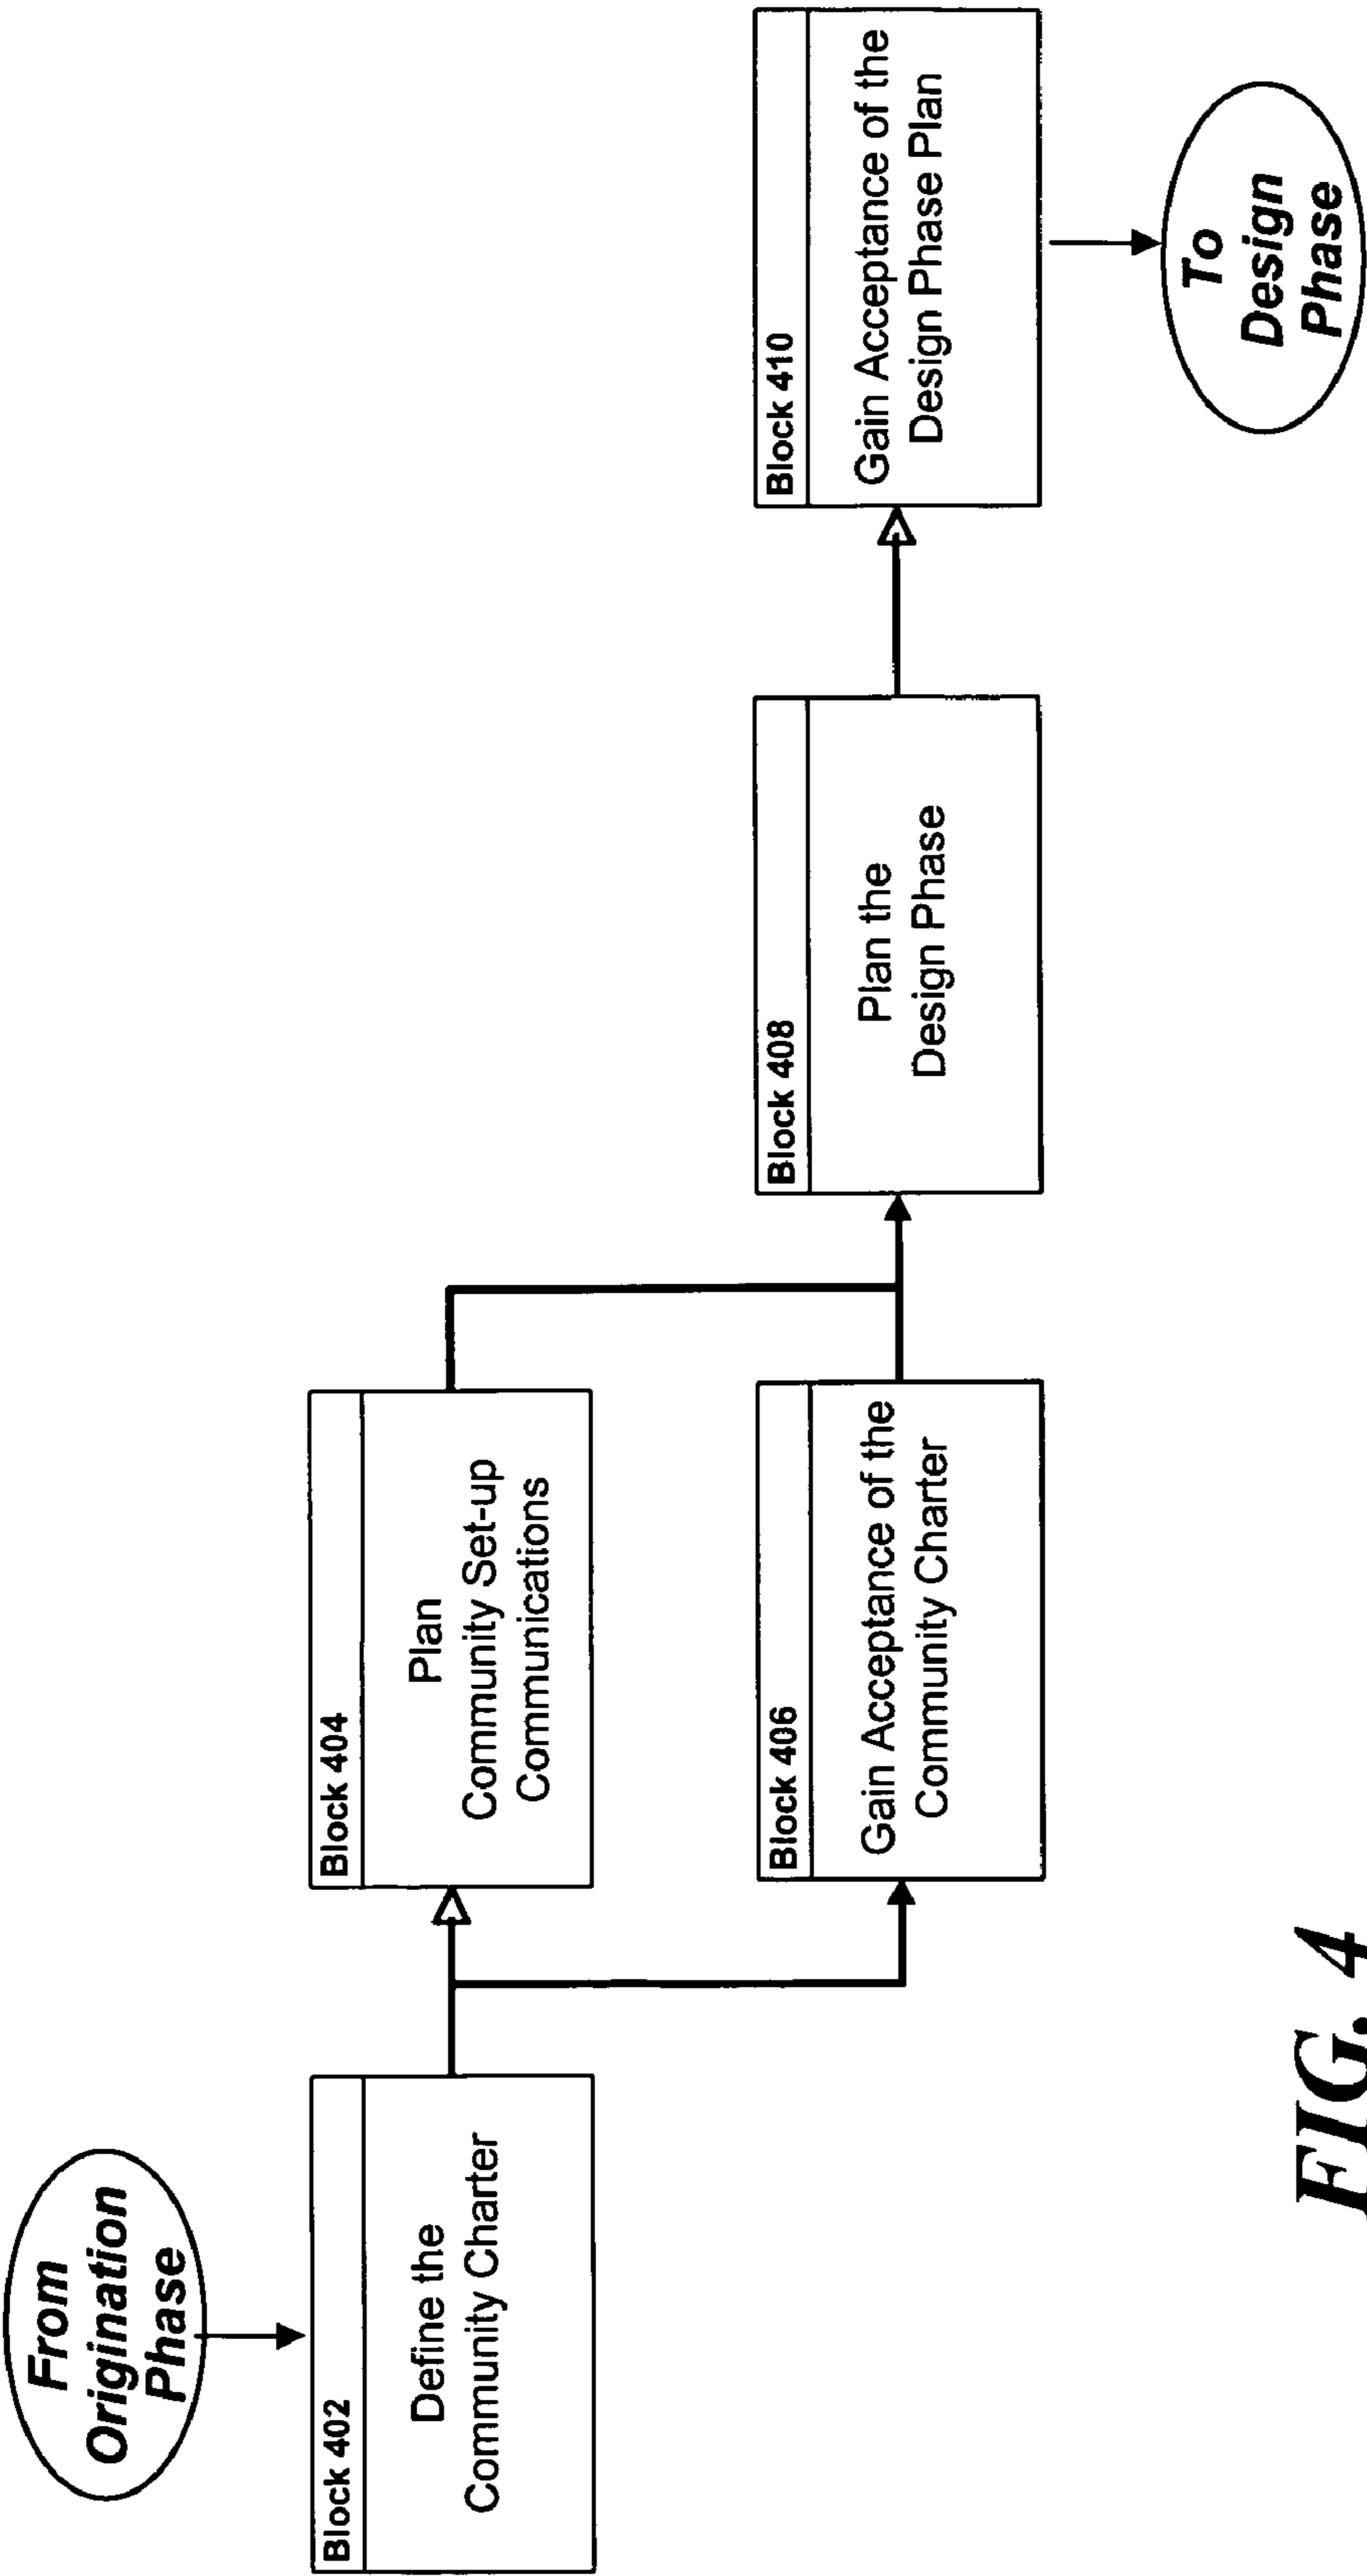 From
Origination
Phase
Block 402
Define the
Community Charter
Block 404
Plan
Community Set-up
Communications
Block 406
Gain Acceptance of the
Community Charter
Block 408
Plan the
Design Phase
Block 410
Gain Acceptance of the
Design Phase Plan
To
Design
Phase
FIG. 4